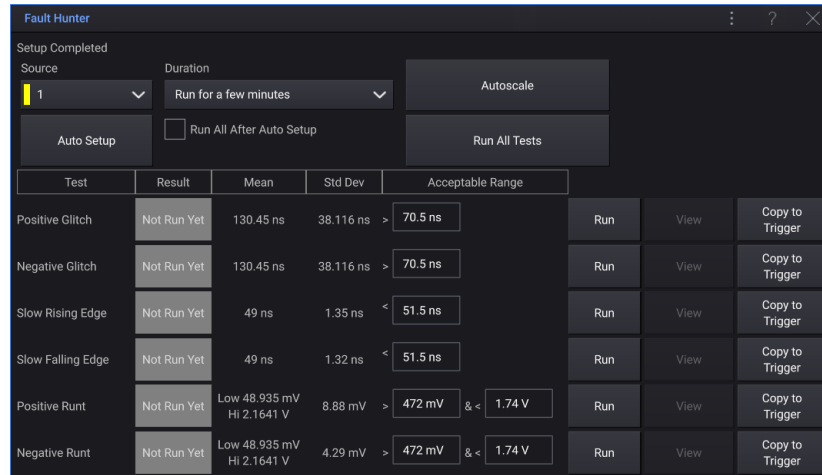 Fault Hunter
Setup Completed
Source Duration
1 Run for a few minutes Autoscale
Auto Setup Run All After Auto Setup Run All Tests
Test Result Mean Std Dev Acceptable Range
Positive Glitch Not Run Yet 130.45 ns 38.116 ns > 70.5 ns Run View Copy to Trigger
Negative Glitch Not Run Yet 130.45 ns 38.116 ns > 70.5 ns Run View Copy to Trigger
Slow Rising Edge Not Run Yet 49 ns 1.35 ns < 51.5 ns Run View Copy to Trigger
Slow Falling Edge Not Run Yet 49 ns 1.32 ns < 51.5 ns Run View Copy to Trigger
Positive Runt Not Run Yet Low 48.935 mV Hi 2.1641 V 8.88 mV > 472 mV & < 1.74 V Run View Copy to Trigger
Negative Runt Not Run Yet Low 48.935 mV Hi 2.1641 V 4.29 mV > 472 mV & < 1.74 V Run View Copy to Trigger